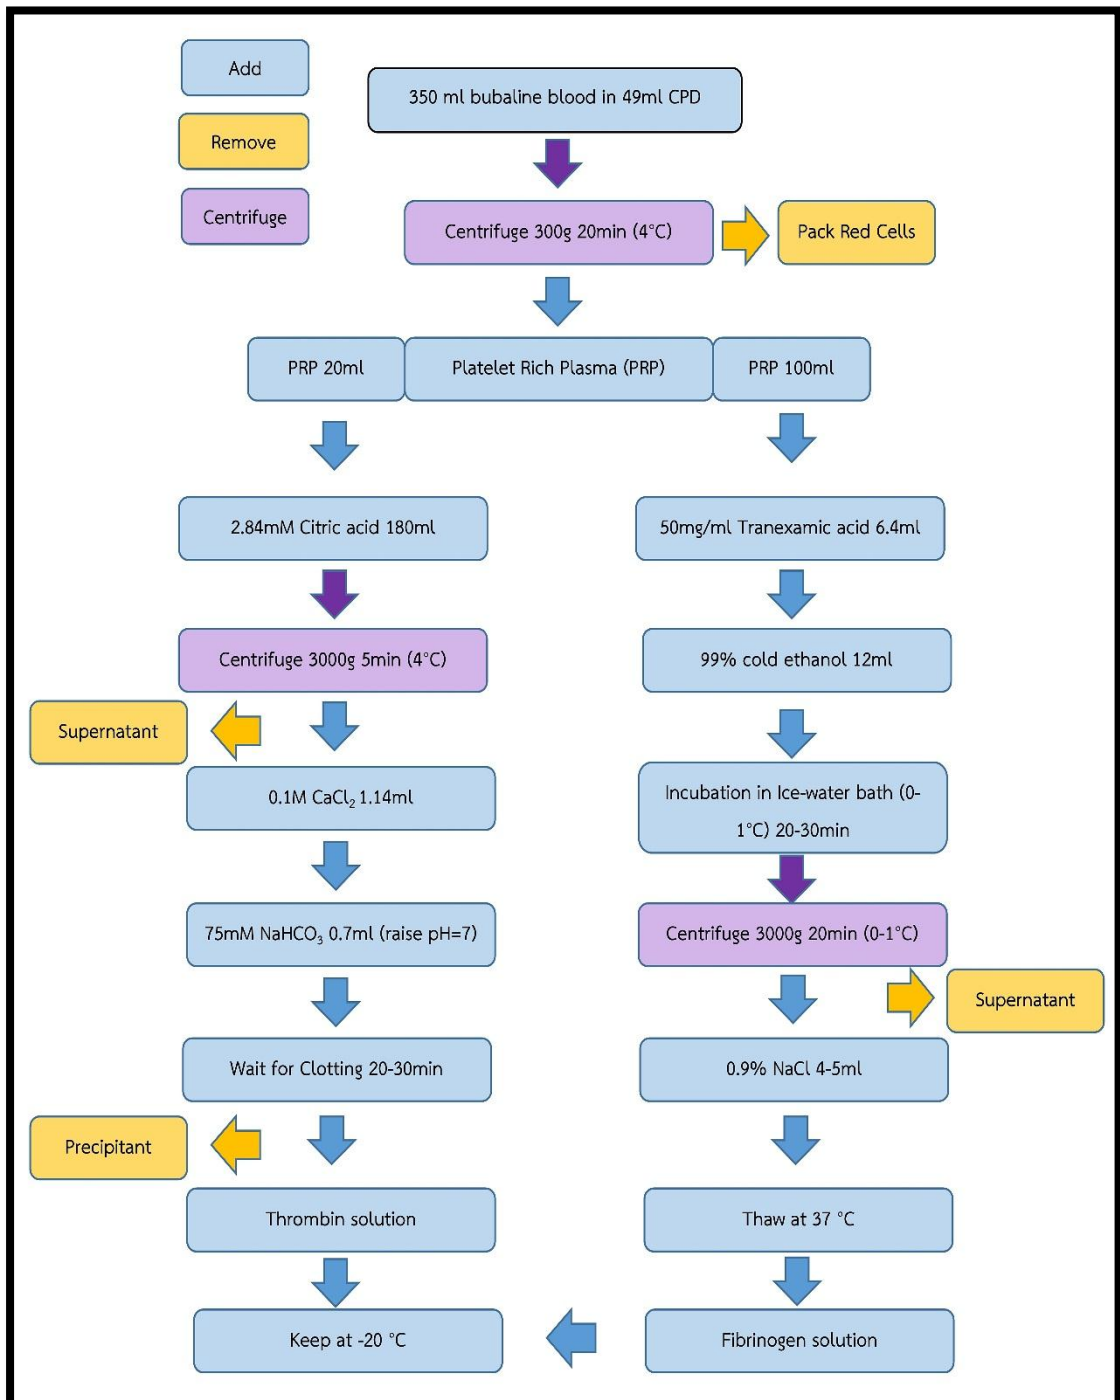 Add
Remove
Centrifuge
350 ml bubaline blood in 49ml CPD
Centrifuge 300g 20min (4°C)
Pack Red Cells
PRP 20ml
Platelet Rich Plasma (PRP)
PRP 100ml
2.84mM Citric acid 180ml
Centrifuge 3000g 5min (4°C)
Supernatant
0.1M CaCl₂ 1.14ml
75mM NaHCO₃ 0.7ml (raise pH=7)
Wait for Clotting 20-30min
Precipitant
Thrombin solution
Keep at -20 °C
50mg/ml Tranexamic acid 6.4ml
99% cold ethanol 12ml
Incubation in Ice-water bath (0-
1°C) 20-30min
Centrifuge 3000g 20min (0-1°C)
Supernatant
0.9% NaCl 4-5ml
Thaw at 37 °C
Fibrinogen solution